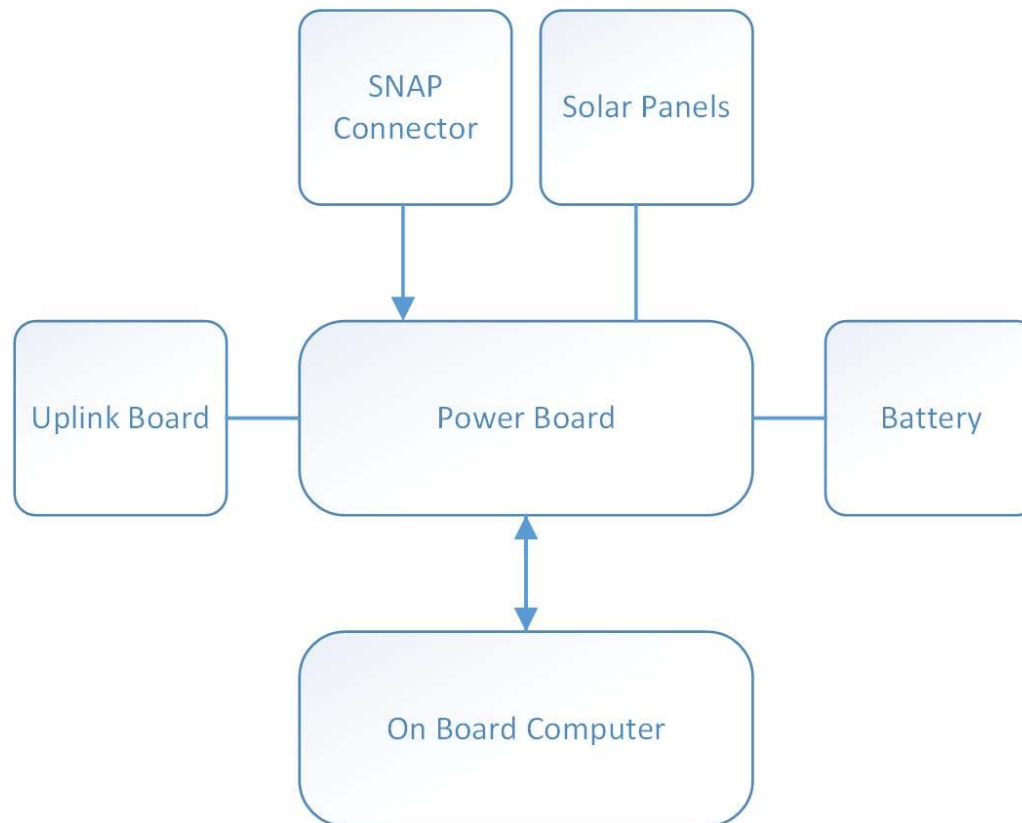 SNAP
Connector
Solar Panels
Uplink Board
Power Board
Battery
On Board Computer